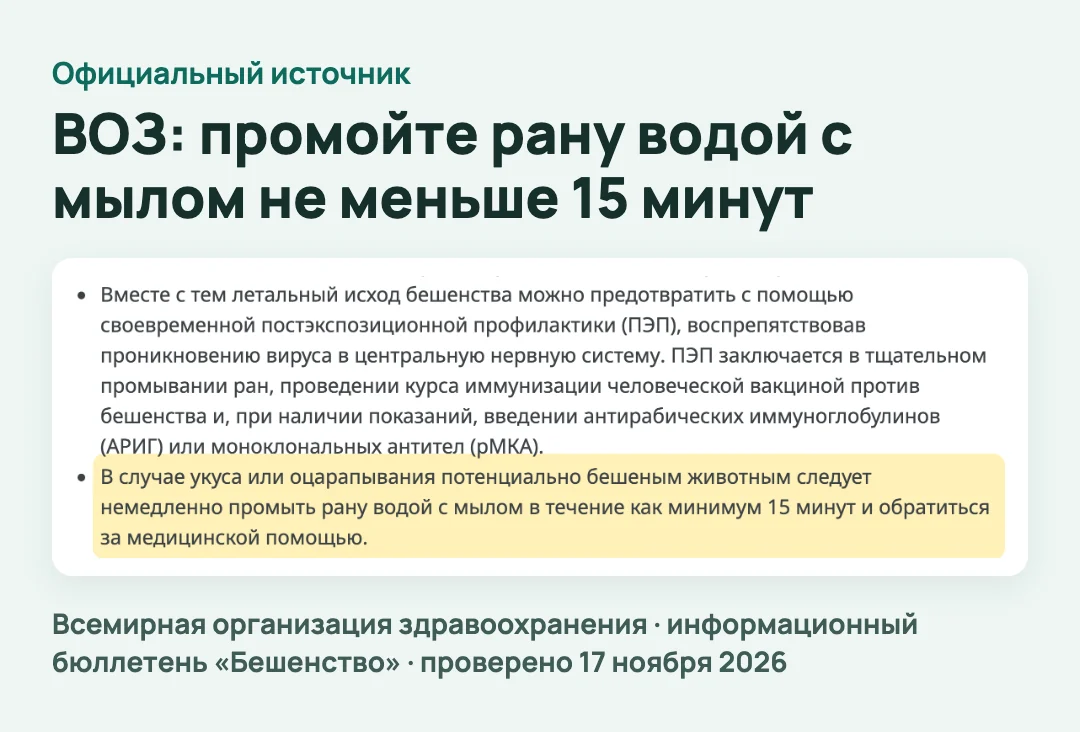 Официальный источник
ВОЗ: промойте рану водой с
мылом не меньше 15 минут
• Вместе с тем летальный исход бешенства можно предотвратить с помощью
своевременной постэкспозиционной профилактики (ПЭП), воспрепятствовав
проникновению вируса в центральную нервную систему. ПЭП заключается в тщательном
промывании ран, проведении курса иммунизации человеческой вакциной против
бешенства и, при наличии показаний, введении антирабических иммуноглобулинов
(АРИГ) или моноклональных антител (рМКА).
• В случае укуса или оцарапывания потенциально бешеным животным следует
немедленно промыть рану водой с мылом в течение как минимум 15 минут и обратиться
за медицинской помощью.
Всемирная организация здравоохранения · информационный
бюллетень «Бешенство» · проверено 17 ноября 2026